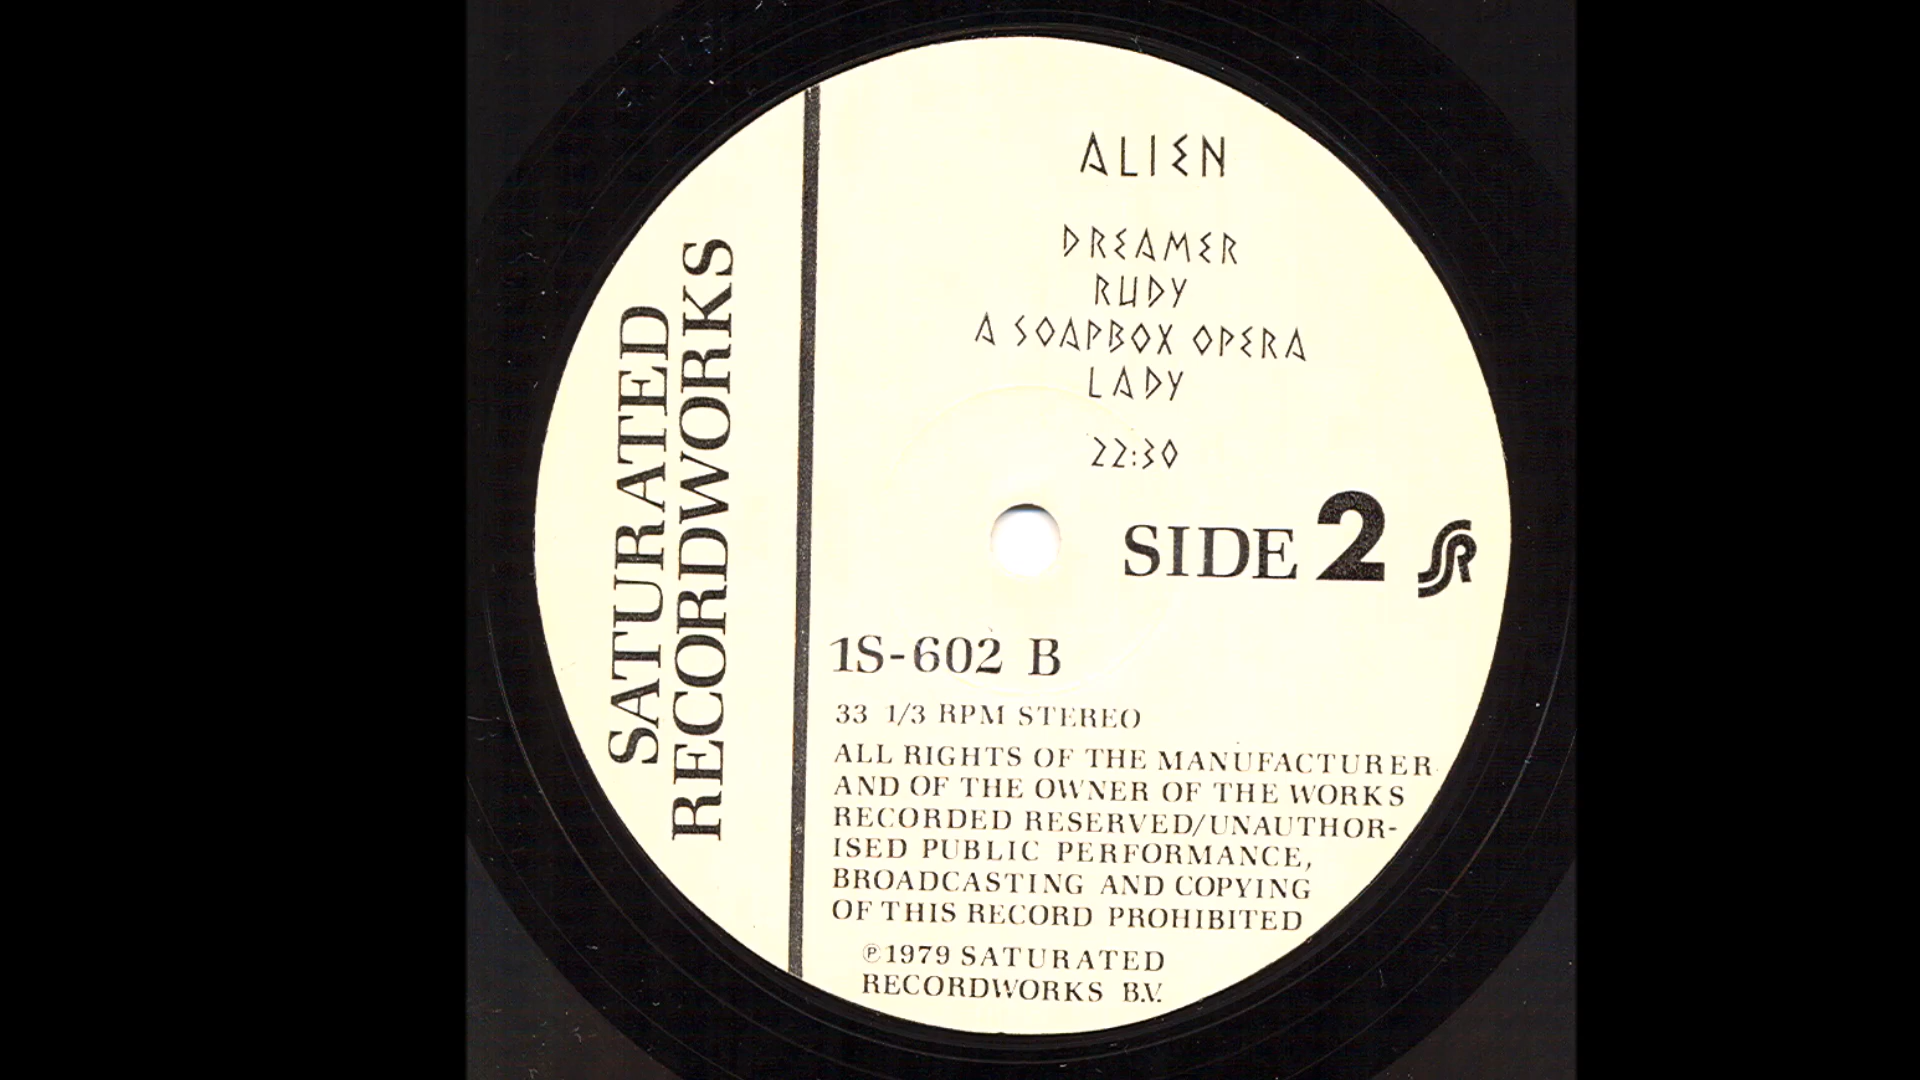 SATURATED
RECORDWORKS
ALIEN
DREAMER
RUDY
A SOAPBOX OPERA
LADY
22:30
SIDE 2 SR
1S-602 B
33 1/3 RPM STEREO
ALL RIGHTS OF THE MANUFACTURER
AND OF THE OWNER OF THE WORKS
RECORDED RESERVED/UNAUTHOR-
ISED PUBLIC PERFORMANCE,
BROADCASTING AND COPYING
OF THIS RECORD PROHIBITED
℗1979 SATURATED
RECORDWORKS B.V.